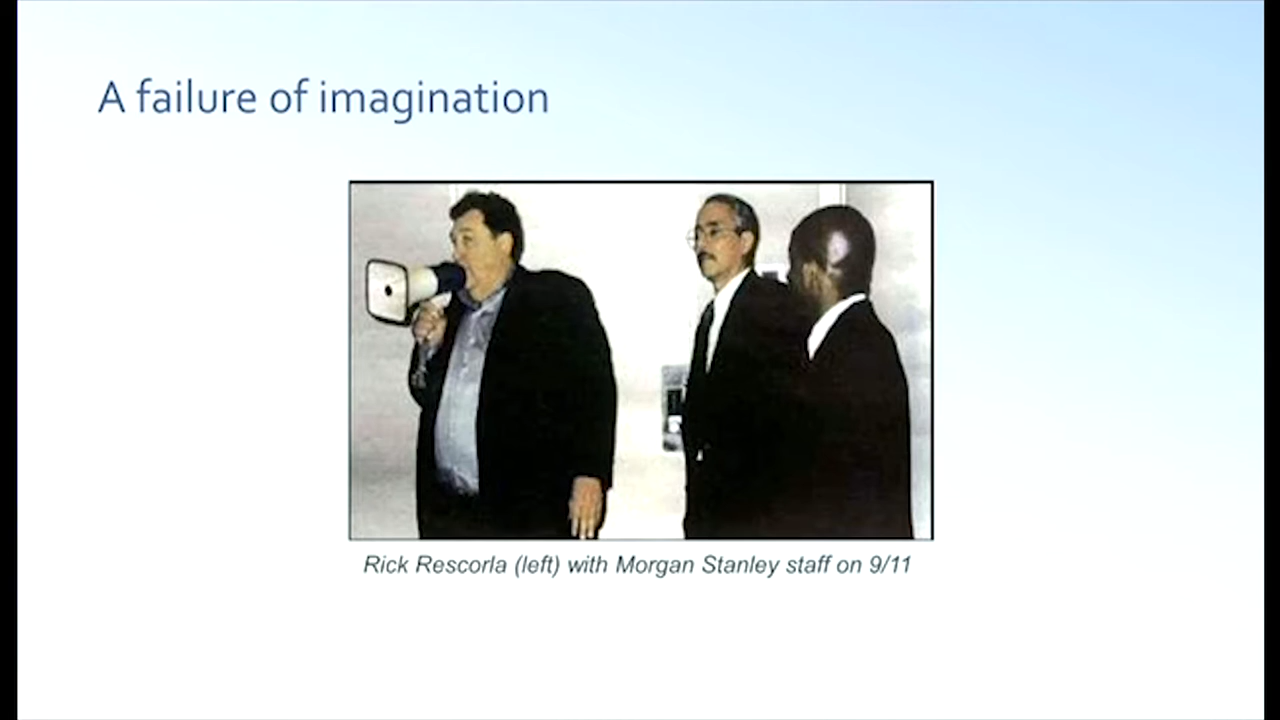 A failure of imagination
Rick Rescorla (left) with Morgan Stanley staff on 9/11